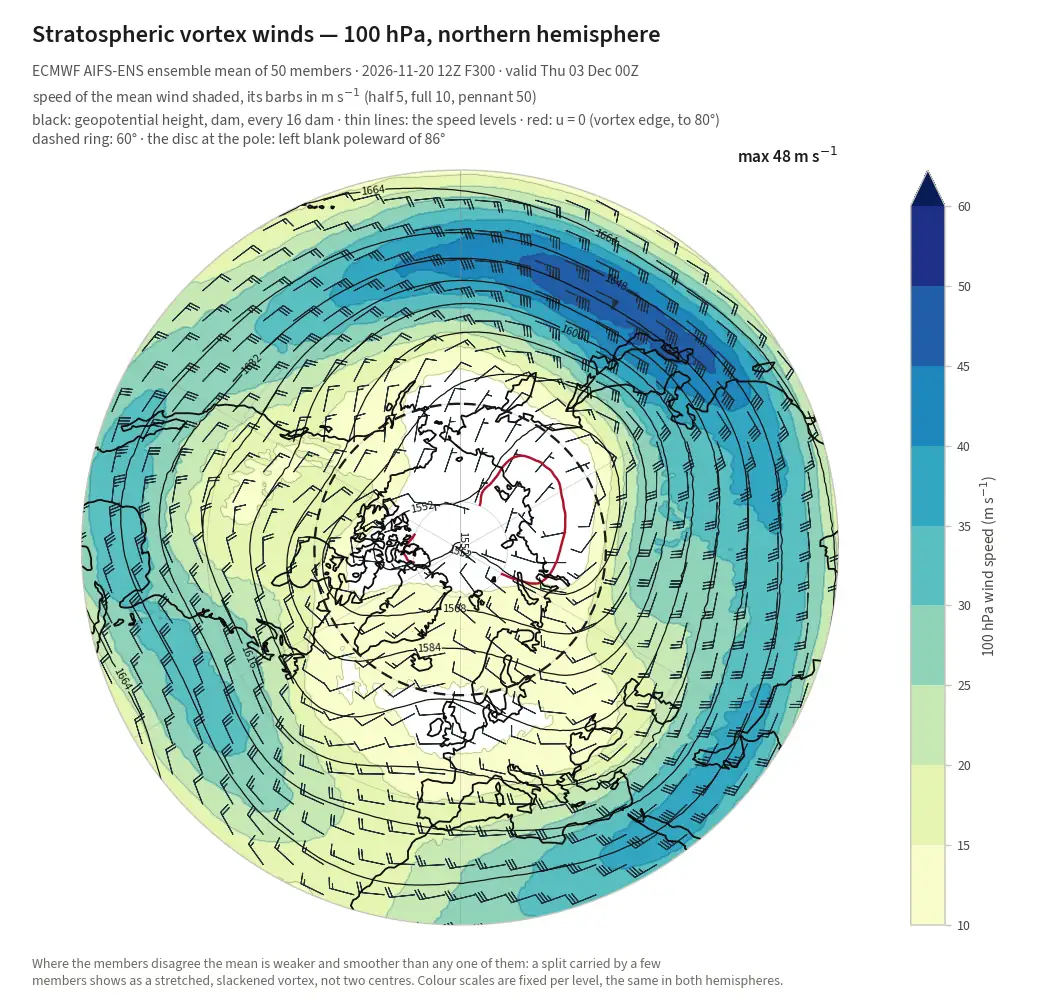 Stratospheric vortex winds — 100 hPa, northern hemisphere
ECMWF AIFS-ENS ensemble mean of 50 members · 2026-11-20 12Z F300 · valid Thu 03 Dec 00Z
speed of the mean wind shaded, its barbs in m s⁻¹ (half 5, full 10, pennant 50)
black: geopotential height, dam, every 16 dam · thin lines: the speed levels · red: u = 0 (vortex edge, to 80°)
dashed ring: 60° · the disc at the pole: left blank poleward of 86°
max 48 m s⁻¹
1664
1648
1600
1632
1552
1568
1584
1616
1664
60
50
45
40
35
30
25
20
15
10
100 hPa wind speed (m s⁻¹)
Where the members disagree the mean is weaker and smoother than any one of them: a split carried by a few
members shows as a stretched, slackened vortex, not two centres. Colour scales are fixed per level, the same in both hemispheres.